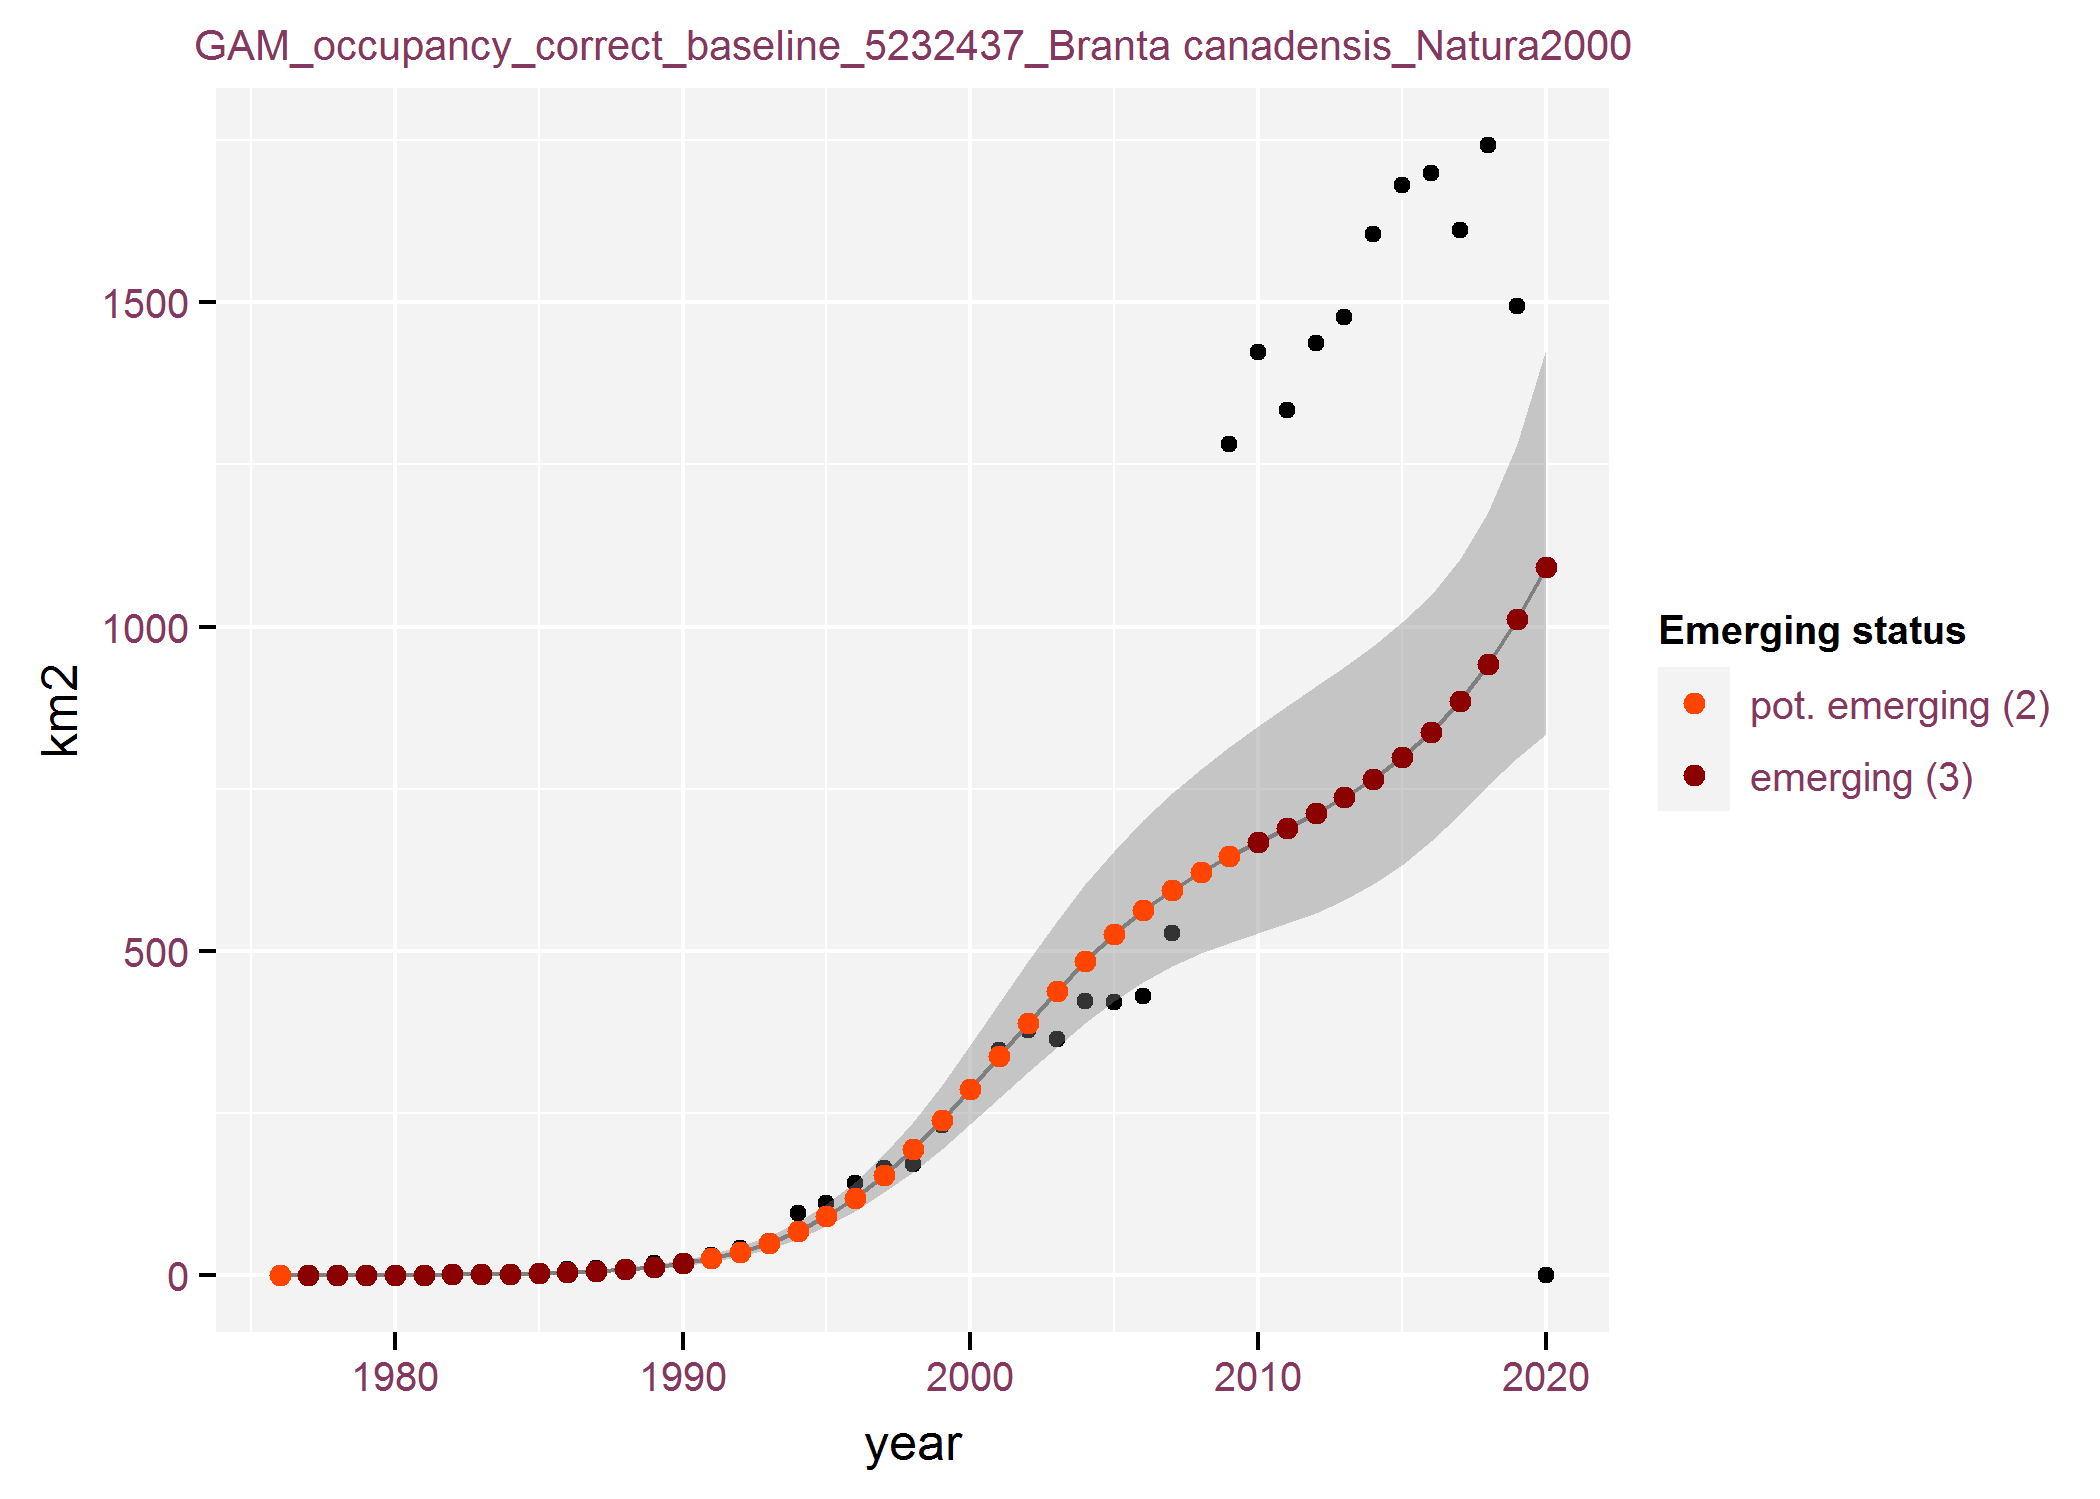 GAM_occupancy_correct_baseline_5232437_Branta canadensis_Natura2000
1500
1000
500
0
km2
1980 1990 2000 2010 2020
year
Emerging status
pot. emerging (2)
emerging (3)